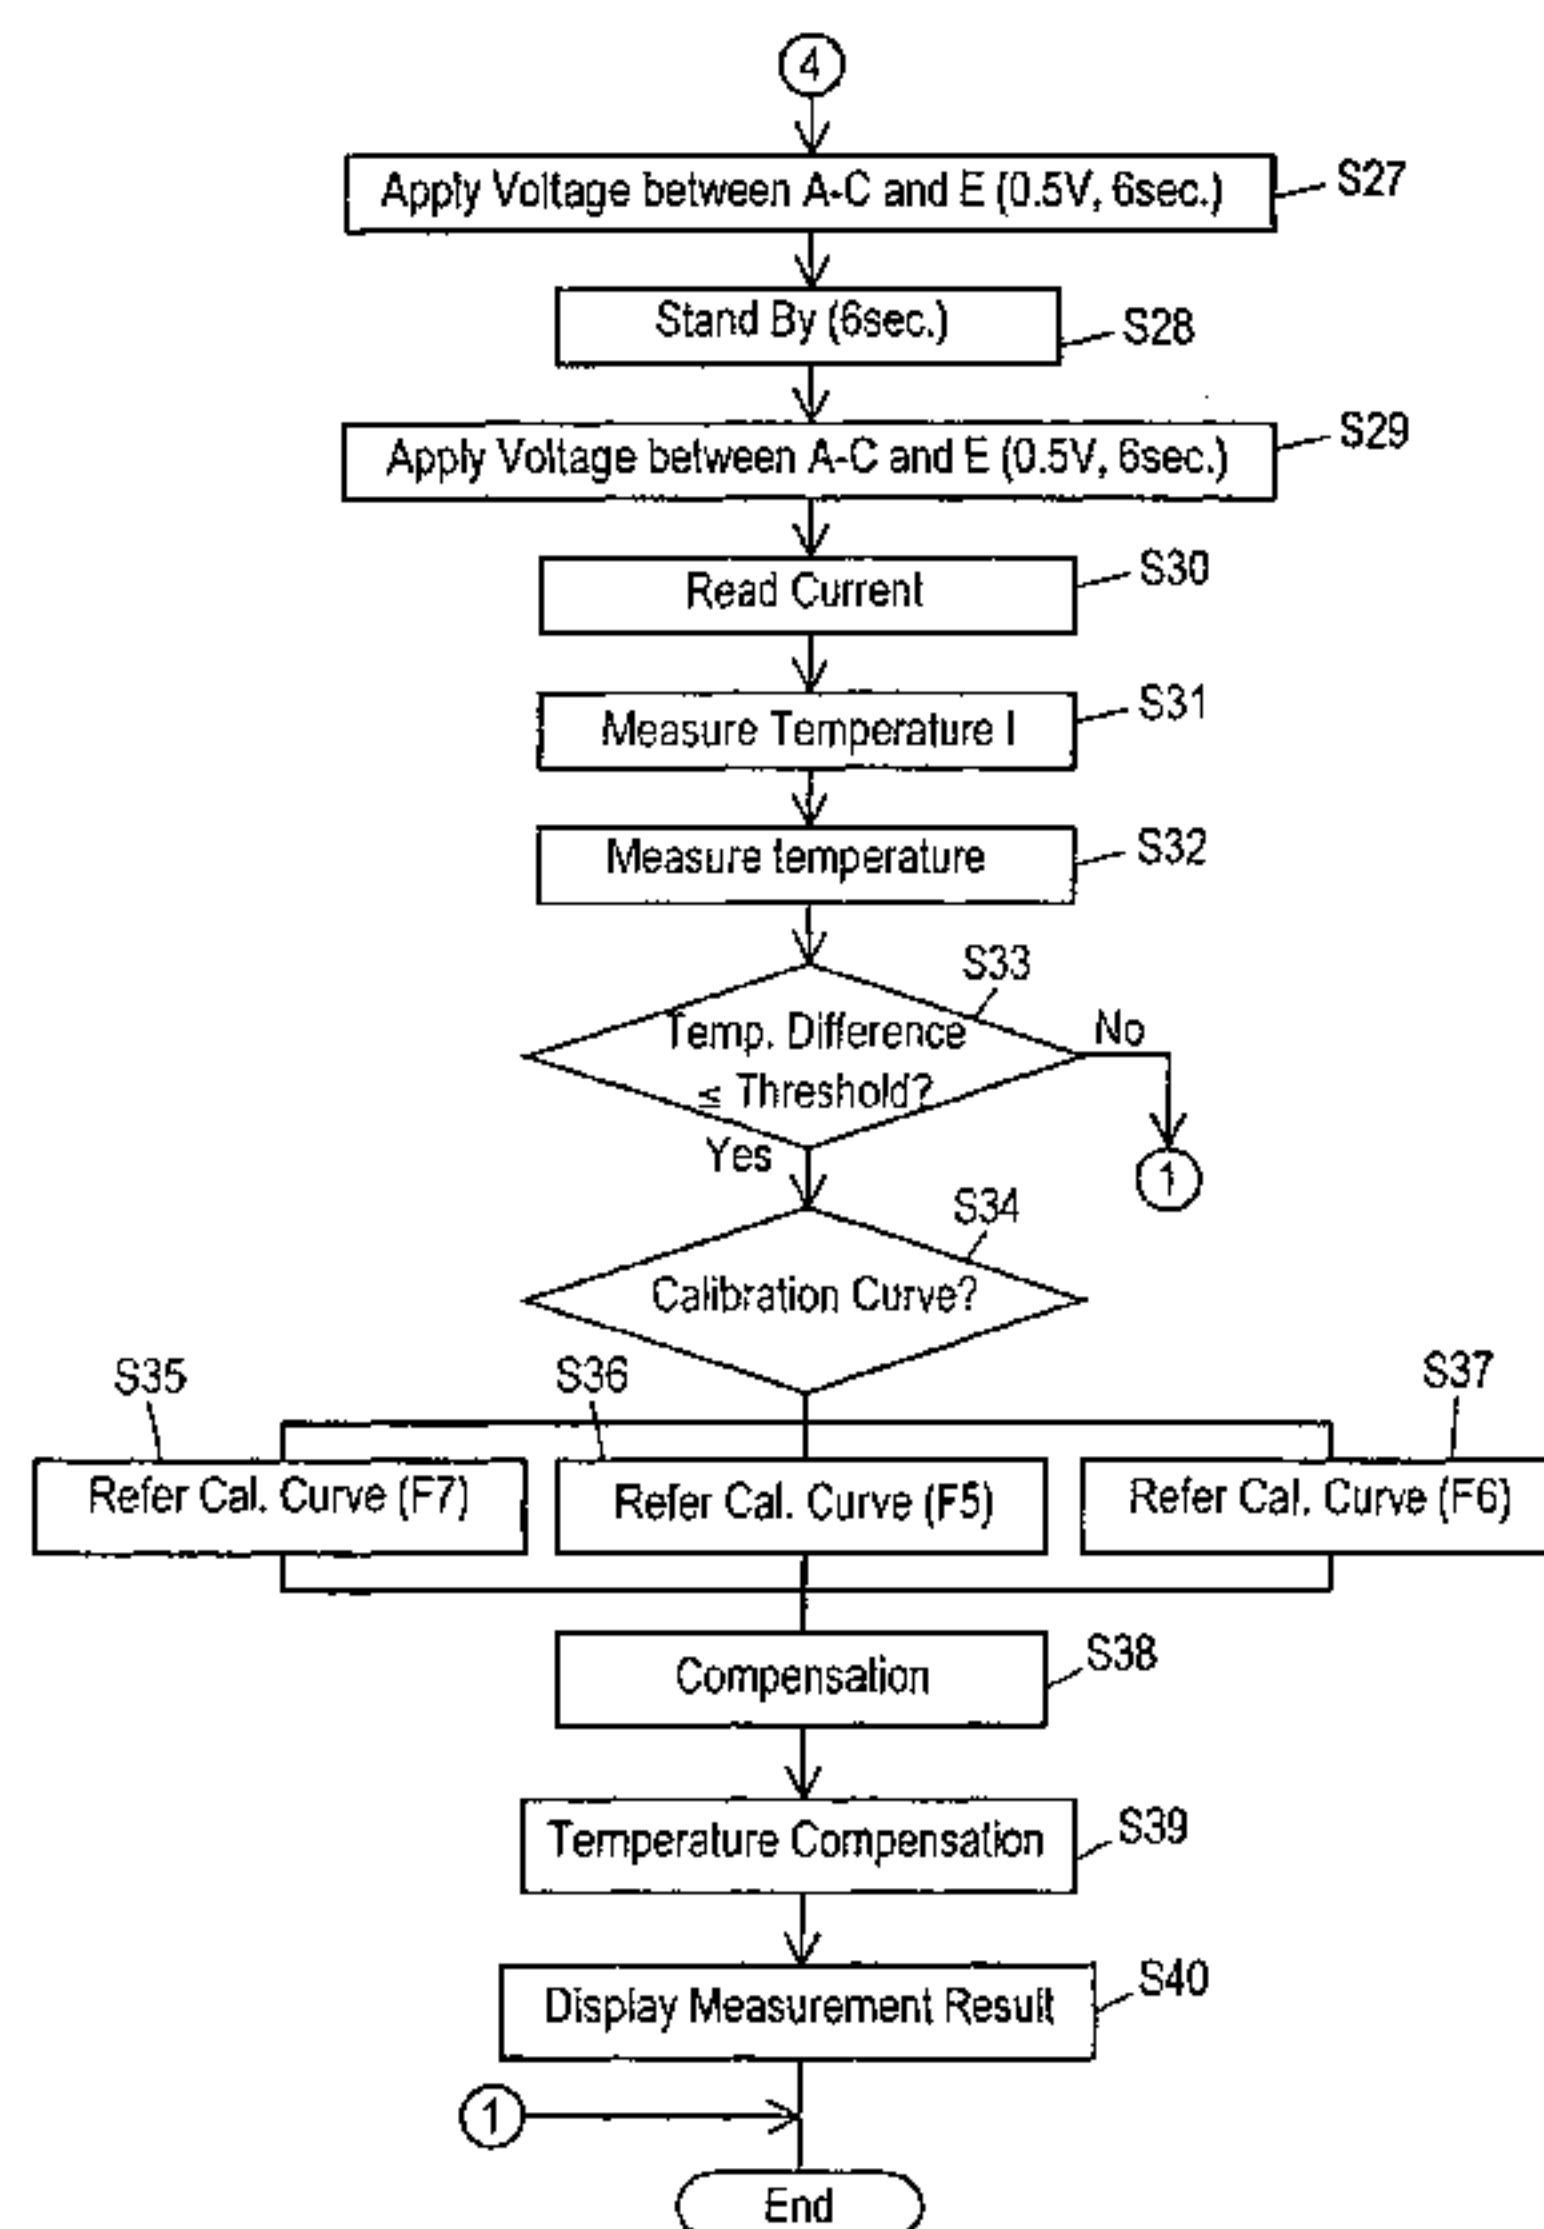 4
Apply Voltage between A-C and E (0.5V, 6sec.)
S27
Stand By (6sec.)
S28
Apply Voltage between A-C and E (0.5V, 6sec.)
S29
Read Current
S30
Measure Temperature I
S31
Measure temperature
S32
S33
Temp. Difference
≤ Threshold?
No
Yes
1
S34
Calibration Curve?
S35
S36
S37
Refer Cal. Curve (F7)
Refer Cal. Curve (F5)
Refer Cal. Curve (F6)
Compensation
S38
Temperature Compensation
S39
Display Measurement Result
S40
1
End